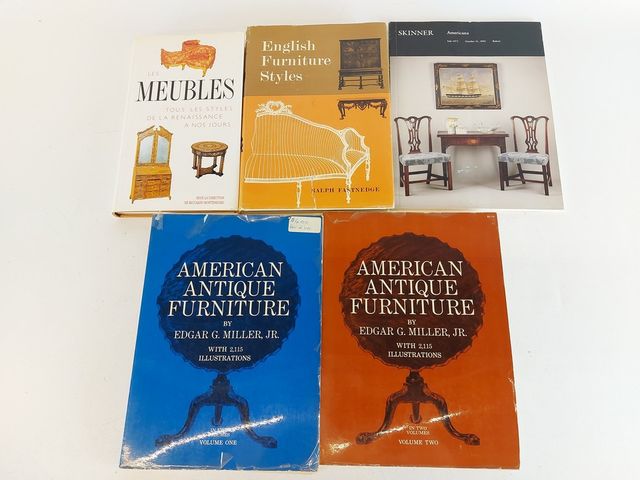 LES
MEUBLES
TOUS LES STYLES
DE LA RENAISSANCE
A NOS JOURS
English
Furniture
Styles
RALPH FASTNEDGE
SKINNER
Americana
AMERICAN
ANTIQUE
FURNITURE
BY
EDGAR G. MILLER, JR.
WITH 2,115
ILLUSTRATIONS
VOLUME ONE
AMERICAN
ANTIQUE
FURNITURE
BY
EDGAR G. MILLER, JR.
WITH 2,115
ILLUSTRATIONS
IN TWO
VOLUMES
VOLUME TWO